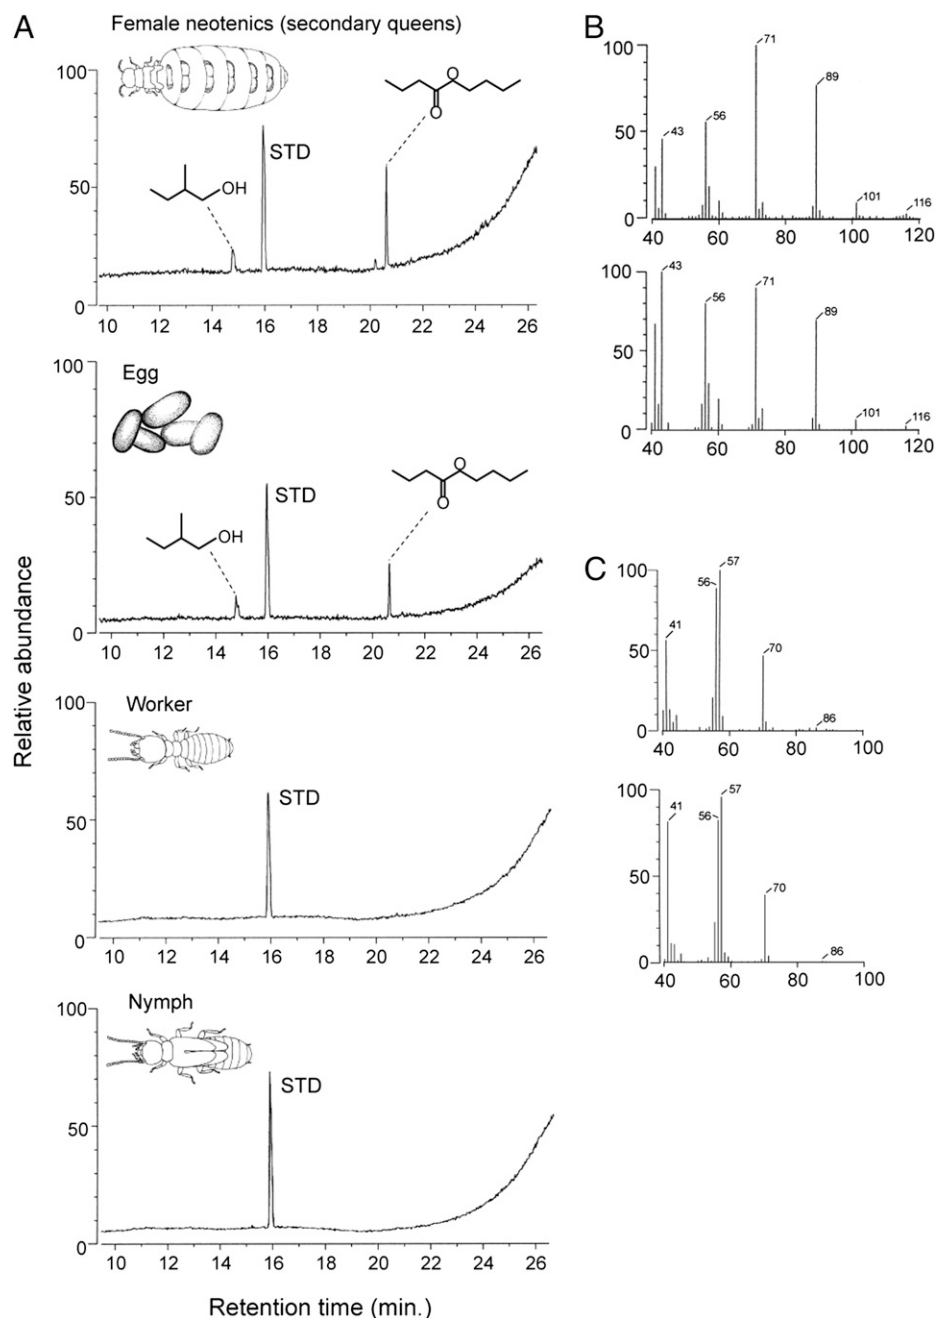 A
Female neotenics (secondary queens)
100
50
0
STD
OH
O
O
10 12 14 16 18 20 22 24 26
Egg
100
50
0
STD
OH
O
O
10 12 14 16 18 20 22 24 26
Worker
100
50
0
STD
10 12 14 16 18 20 22 24 26
Nymph
100
50
0
STD
10 12 14 16 18 20 22 24 26
Relative abundance
Retention time (min.)
B
100
50
0
43
56
71
89
101
116
40 60 80 100 120
100
50
0
43
56
71
89
101
116
40 60 80 100 120
C
100
50
0
41
56
57
70
86
40 60 80 100
100
50
0
41
56
57
70
86
40 60 80 100